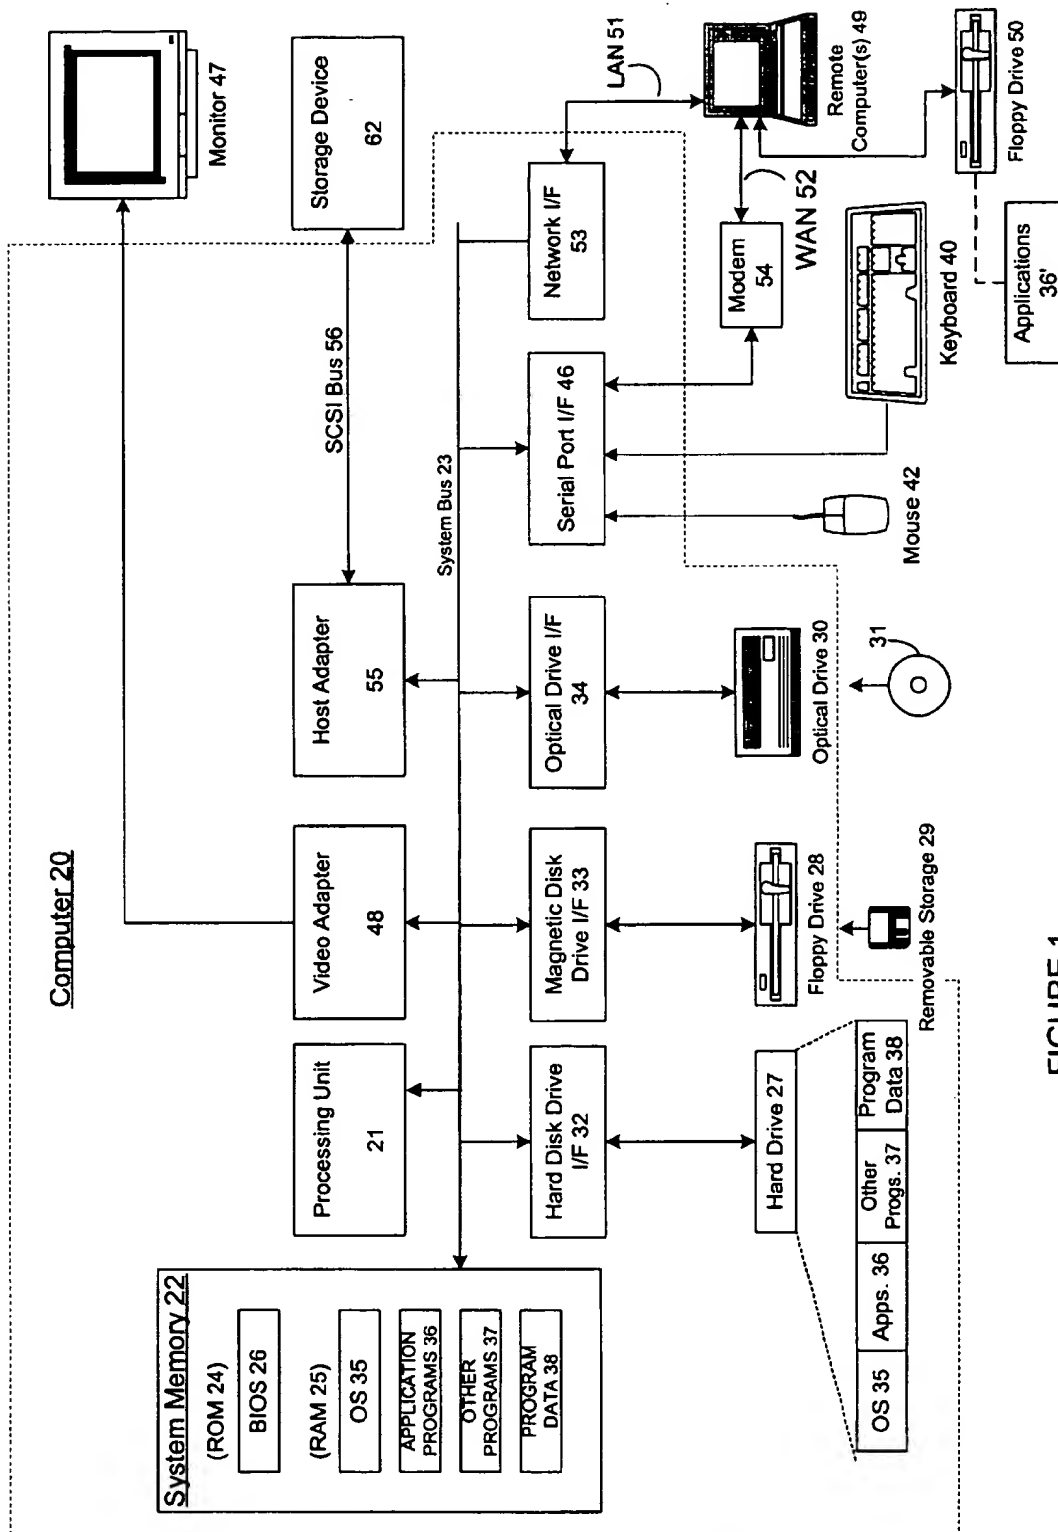 Computer 20
System Memory 22
(ROM 24)
BIOS 26
(RAM 25)
OS 35
APPLICATION
PROGRAMS 36
OTHER
PROGRAMS 37
PROGRAM
DATA 38
Processing Unit
21
Video Adapter
48
Host Adapter
55
SCSI Bus 56
Storage Device
62
Monitor 47
System Bus 23
Hard Disk Drive
I/F 32
Magnetic Disk
Drive I/F 33
Optical Drive I/F
34
Serial Port I/F 46
Network I/F
53
LAN 51
Modem
54
WAN 52
Remote
Computer(s) 49
Hard Drive 27
Floppy Drive 28
Optical Drive 30
Mouse 42
Keyboard 40
Floppy Drive 50
OS 35
Apps. 36
Other
Progs. 37
Program
Data 38
Removable Storage 29
31
Applications
36'
FIGURE 1